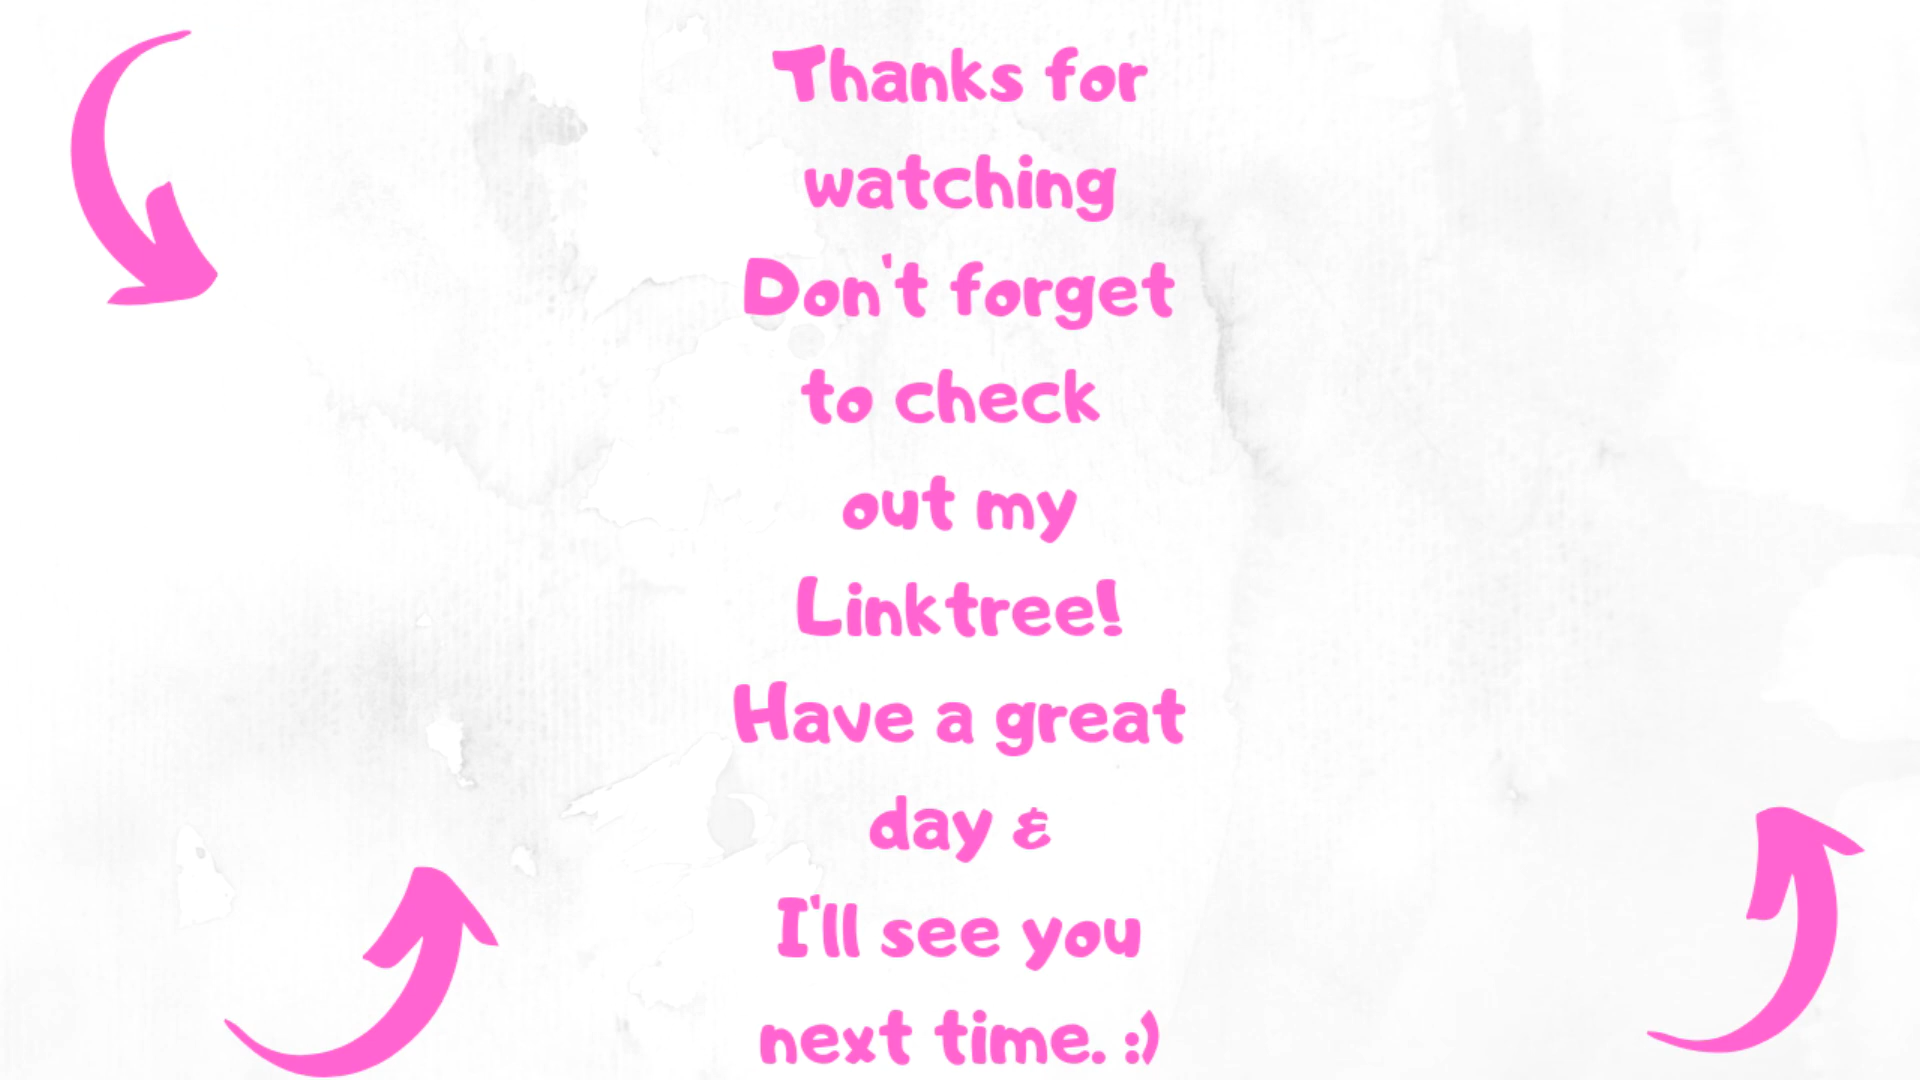 Thanks for
watching
Don't forget
to check
out my
Linktree!
Have a great
day &
I'll see you
next time. :)